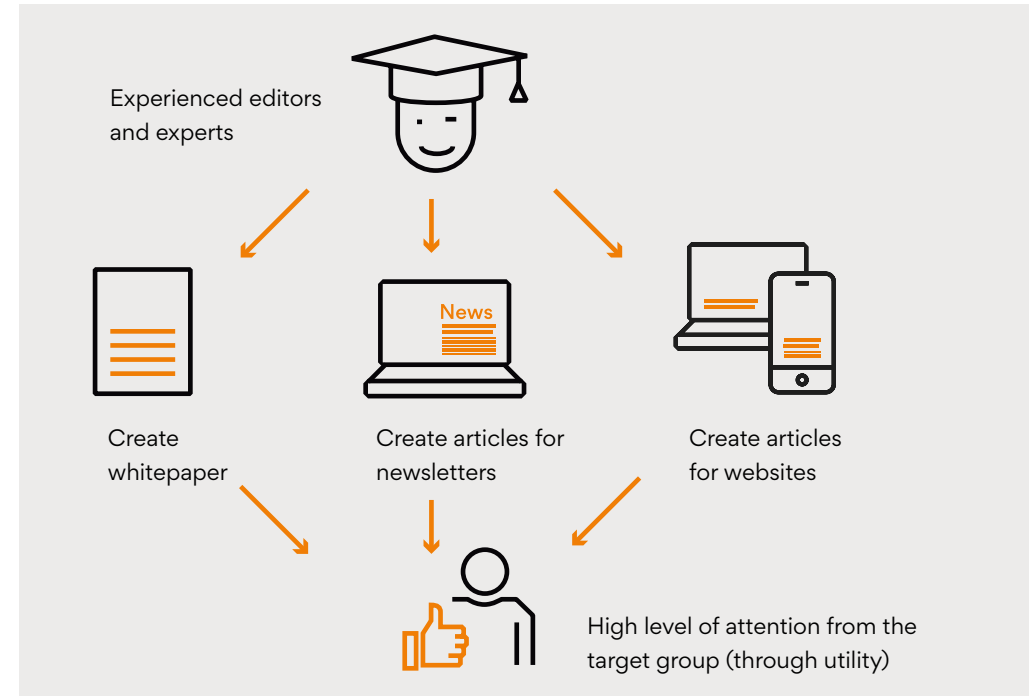 Experienced editors
and experts
News
Create
whitepaper
Create articles for
newsletters
Create articles
for websites
High level of attention from the
target group (through utility)